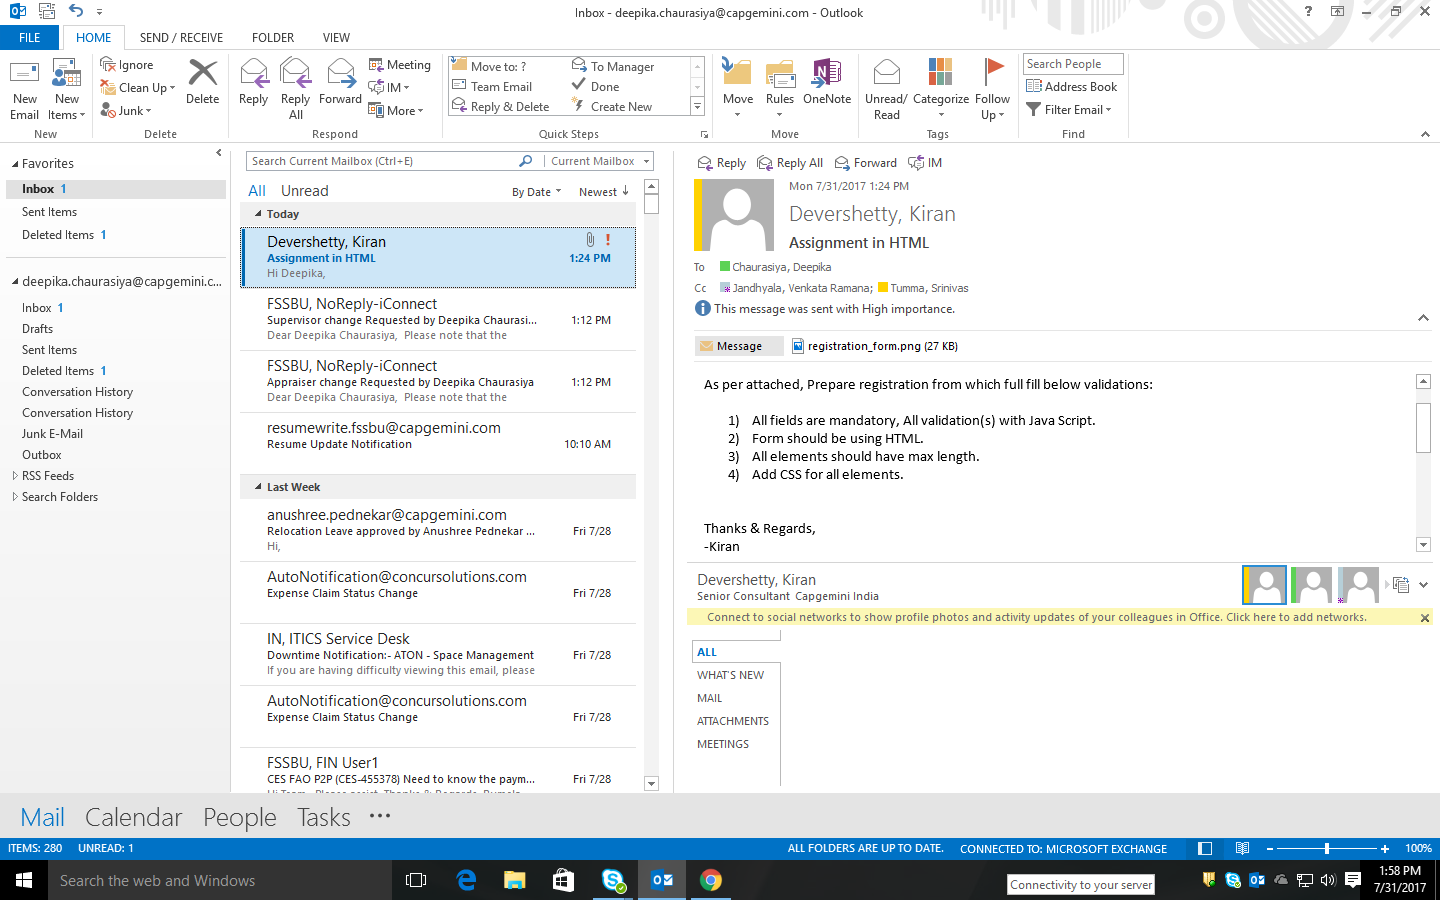 Inbox - deepika.chaurasiya@capgemini.com - Outlook
FILE HOME SEND / RECEIVE FOLDER VIEW
New Email
New Items
New
Ignore
Clean Up
Junk
Delete
Delete
Reply
Reply All
Forward
Meeting
IM
More
Respond
Move to: ?
Team Email
Reply & Delete
To Manager
Done
Create New
Quick Steps
Move
Rules
OneNote
Move
Unread/ Read
Categorize
Follow Up
Tags
Search People
Address Book
Filter Email
Find
Favorites
Inbox 1
Sent Items
Deleted Items 1
deepika.chaurasiya@capgemini.c...
Inbox 1
Drafts
Sent Items
Deleted Items 1
Conversation History
Conversation History
Junk E-Mail
Outbox
RSS Feeds
Search Folders
Search Current Mailbox (Ctrl+E) Current Mailbox
All Unread By Date Newest
Today
Devershetty, Kiran
Assignment in HTML 1:24 PM
Hi Deepika,
FSSBU, NoReply-iConnect
Supervisor change Requested by Deepika Chaurasi... 1:12 PM
Dear Deepika Chaurasiya, Please note that the
FSSBU, NoReply-iConnect
Appraiser change Requested by Deepika Chaurasiya 1:12 PM
Dear Deepika Chaurasiya, Please note that the
resumewrite.fssbu@capgemini.com
Resume Update Notification 10:10 AM
Last Week
anushree.pednekar@capgemini.com
Relocation Leave approved by Anushree Pednekar ... Fri 7/28
Hi,
AutoNotification@concursolutions.com
Expense Claim Status Change Fri 7/28
IN, ITICS Service Desk
Downtime Notification:- ATON - Space Management Fri 7/28
If you are having difficulty viewing this email, please
AutoNotification@concursolutions.com
Expense Claim Status Change Fri 7/28
FSSBU, FIN User1
CES FAO P2P (CES-455378) Need to know the paym... Fri 7/28
Reply Reply All Forward IM
Mon 7/31/2017 1:24 PM
Devershetty, Kiran
Assignment in HTML
To Chaurasiya, Deepika
Cc Jandhyala, Venkata Ramana; Tumma, Srinivas
This message was sent with High importance.
Message registration_form.png (27 KB)
As per attached, Prepare registration from which full fill below validations:
1) All fields are mandatory, All validation(s) with Java Script.
2) Form should be using HTML.
3) All elements should have max length.
4) Add CSS for all elements.
Thanks & Regards,
-Kiran
Devershetty, Kiran
Senior Consultant Capgemini India
Connect to social networks to show profile photos and activity updates of your colleagues in Office. Click here to add networks.
ALL
WHAT'S NEW
MAIL
ATTACHMENTS
MEETINGS
Mail Calendar People Tasks ...
ITEMS: 280 UNREAD: 1 ALL FOLDERS ARE UP TO DATE. CONNECTED TO: MICROSOFT EXCHANGE 100%
Search the web and Windows
Connectivity to your server
1:58 PM
7/31/2017